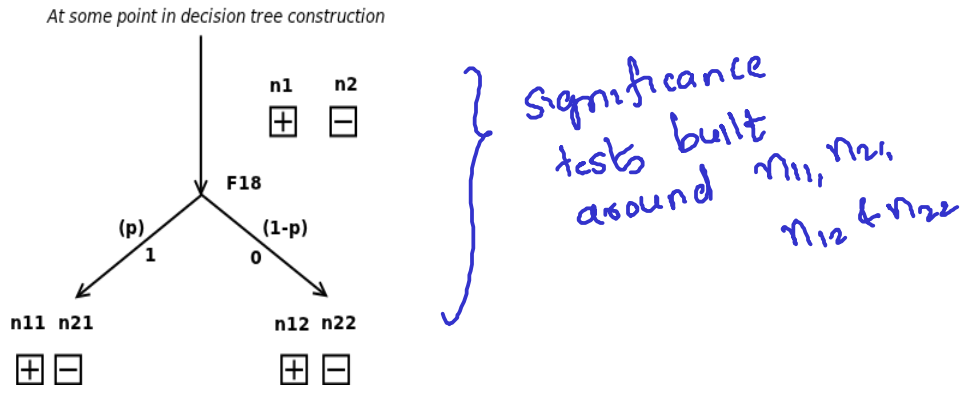 At some point in decision tree construction
n1 n2
+ −
F18
(p) (1-p)
1 0
n11 n21 n12 n22
+ − + −
significance
tests built
around n11, n21,
n12 & n22